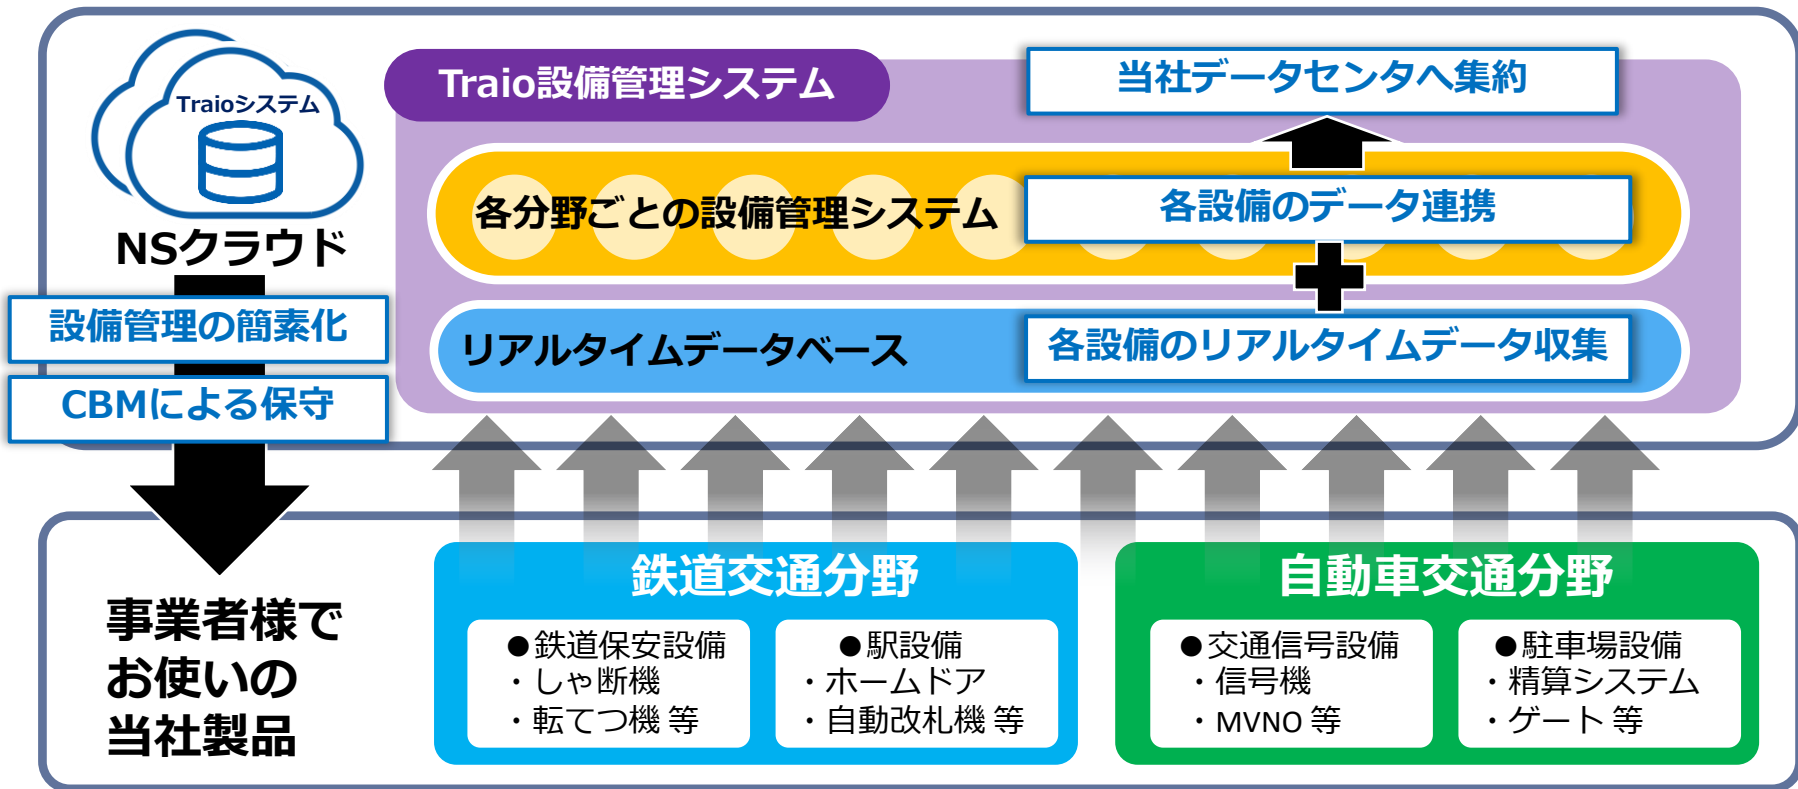 Traioシステム
NSクラウド
設備管理の簡素化
CBMによる保守
Traio設備管理システム
当社データセンタへ集約
各分野ごとの設備管理システム
各設備のデータ連携
リアルタイムデータベース
各設備のリアルタイムデータ収集
事業者様で
お使いの
当社製品
鉄道交通分野
●鉄道保安設備
・しゃ断機
・転てつ機 等
●駅設備
・ホームドア
・自動改札機 等
自動車交通分野
●交通信号設備
・信号機
・MVNO 等
●駐車場設備
・精算システム
・ゲート 等